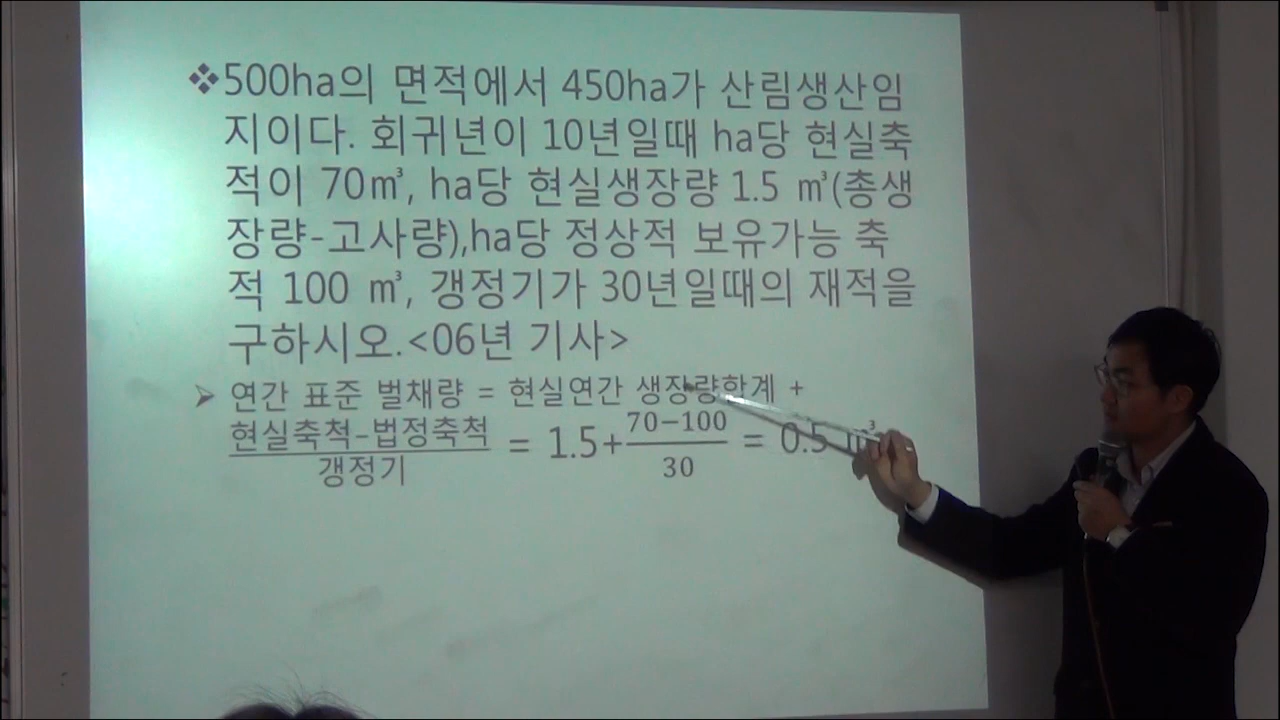 ❖500ha의 면적에서 450ha가 산림생산임
지이다. 회귀년이 10년일때 ha당 현실축
적이 70㎥, ha당 현실생장량 1.5 ㎥(총생
장량-고사량),ha당 정상적 보유가능 축
적 100 ㎥, 갱정기가 30년일때의 재적을
구하시오.<06년 기사>
➢ 연간 표준 벌채량 = 현실연간 생장량합계 +
현실축척-법정축척
갱정기
= 1.5+
70−100
30
= 0.5 ㎥